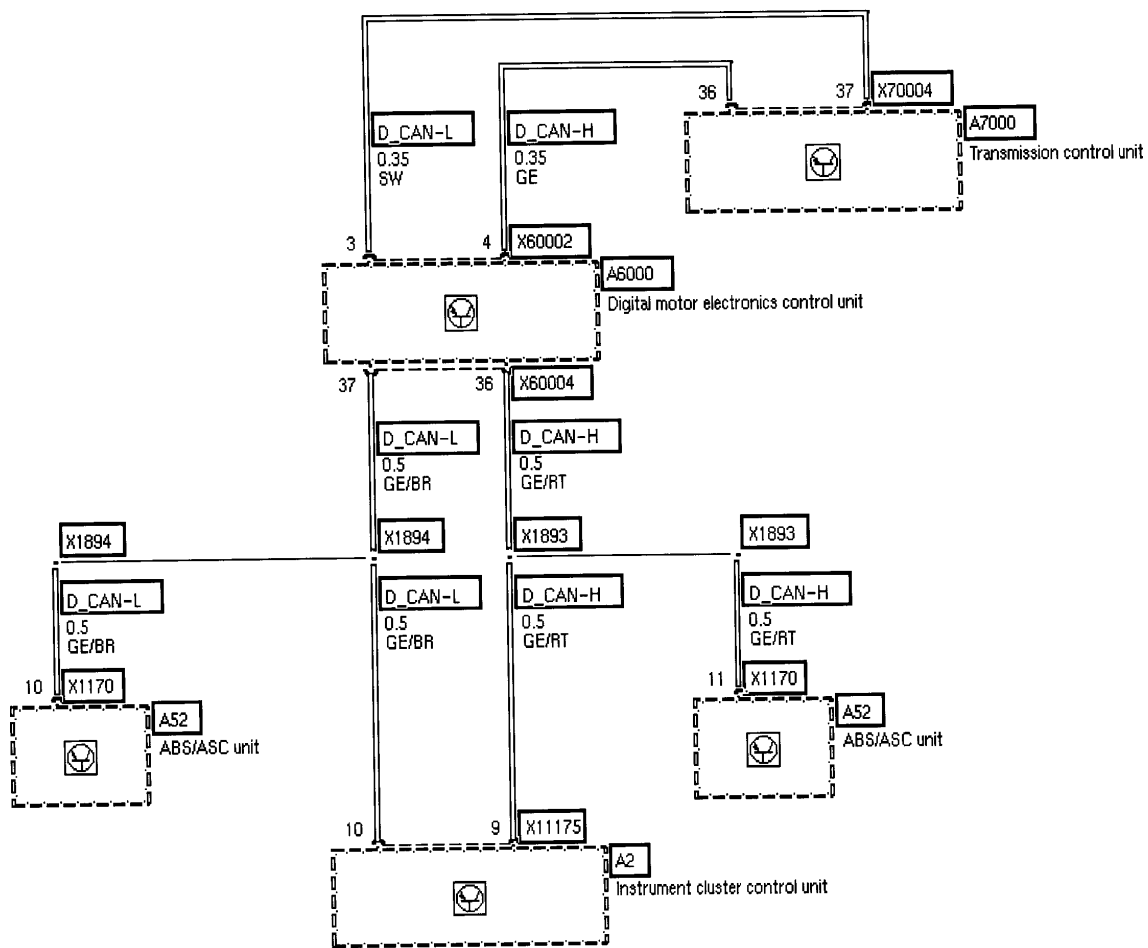 36
37
X70004
A7000
Transmission control unit
D_CAN-L
0.35
SW
D_CAN-H
0.35
GE
3
4
X60002
A6000
Digital motor electronics control unit
37
36
X60004
D_CAN-L
0.5
GE/BR
D_CAN-H
0.5
GE/RT
X1894
X1894
X1893
X1893
D_CAN-L
0.5
GE/BR
D_CAN-L
0.5
GE/BR
D_CAN-H
0.5
GE/RT
D_CAN-H
0.5
GE/RT
10
X1170
A52
ABS/ASC unit
11
X1170
A52
ABS/ASC unit
10
9
X11175
A2
Instrument cluster control unit